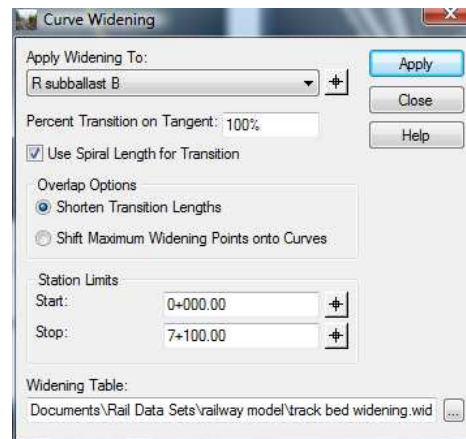 Curve Widening
Apply Widening To:
R subballast B
Apply
Close
Help
Percent Transition on Tangent: 100%
Use Spiral Length for Transition
Overlap Options
Shorten Transition Lengths
Shift Maximum Widening Points onto Curves
Station Limits
Start: 0+000.00
Stop: 7+100.00
Widening Table:
Documents\Rail Data Sets\railway model\track bed widening.wid ...